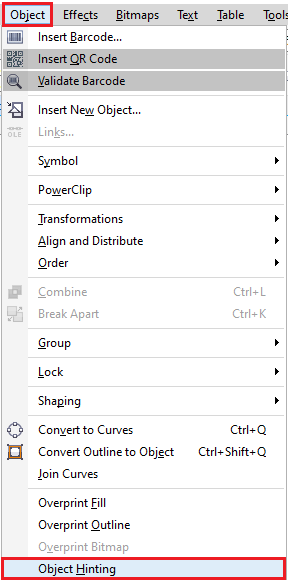 Object Effects Bitmaps Text Table Tools
Insert Barcode...
Insert QR Code
Validate Barcode
Insert New Object...
OLE Links...
Symbol
PowerClip
Transformations
Align and Distribute
Order
Combine Ctrl+L
Break Apart Ctrl+K
Group
Lock
Shaping
Convert to Curves Ctrl+Q
Convert Outline to Object Ctrl+Shift+Q
Join Curves
Overprint Fill
Overprint Outline
Overprint Bitmap
Object Hinting